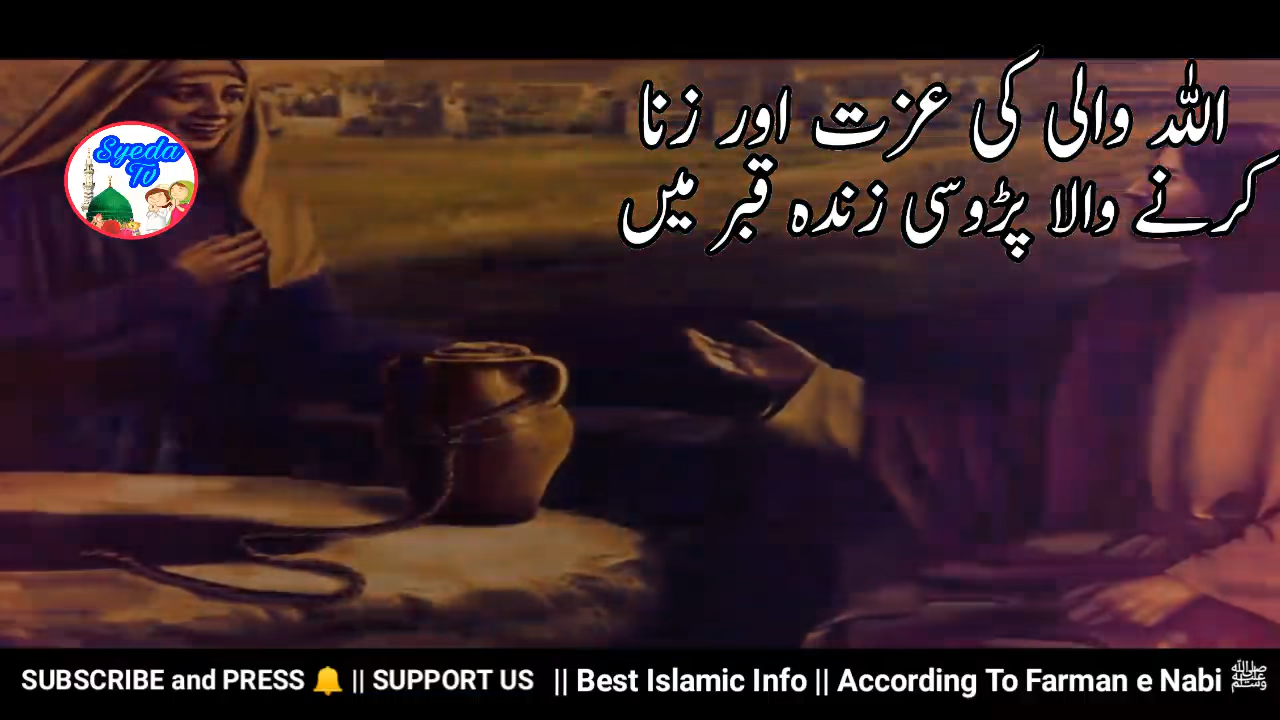 اللہ والی کی عزت اور زنا
کرنے والا پڑوسی زندہ قبر میں
Syeda
Tv
SUBSCRIBE and PRESS 🔔 || SUPPORT US || Best Islamic Info || According To Farman e Nabi ﷺ